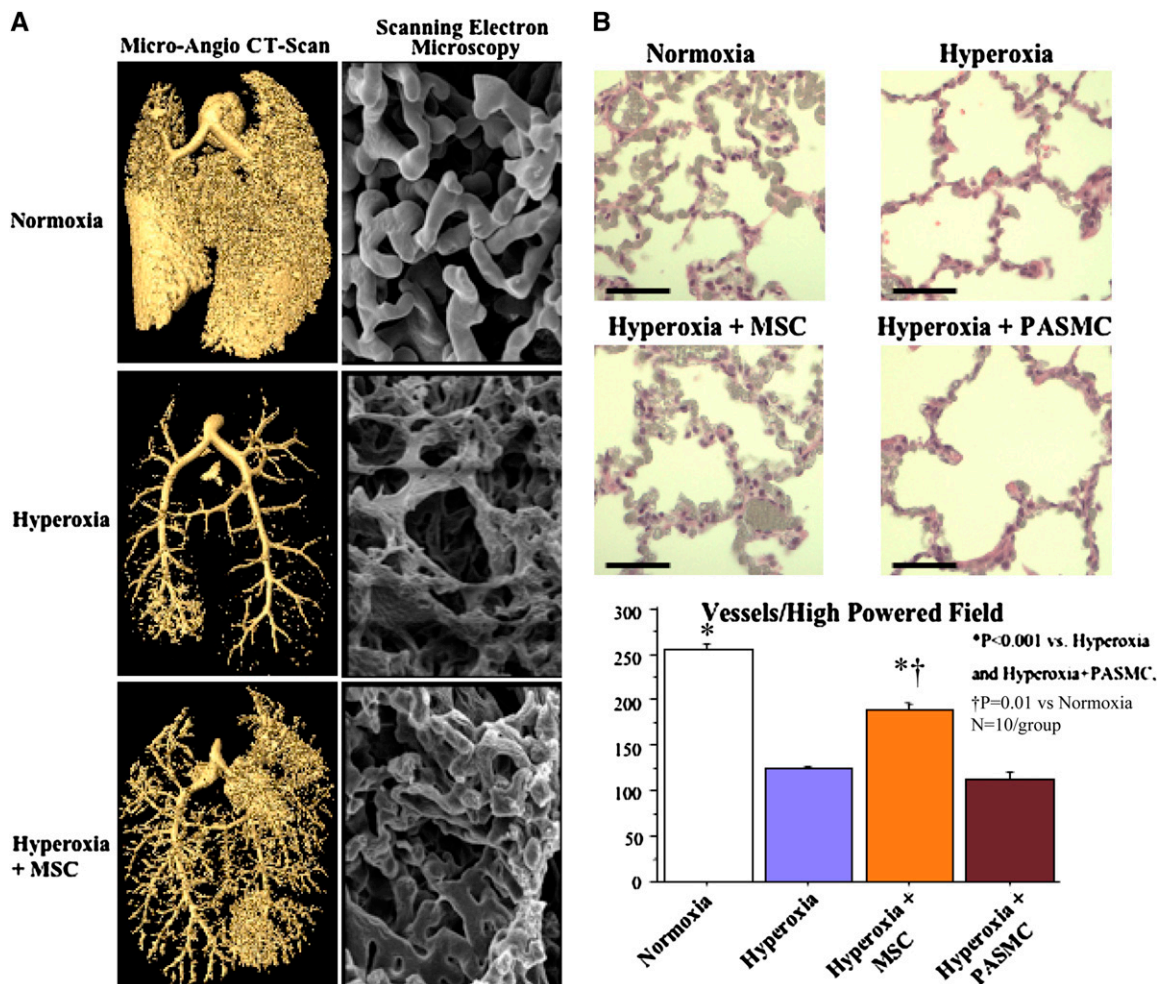 A
Micro-Angio CT-Scan
Scanning Electron
Microscopy
Normoxia
Hyperoxia
Hyperoxia
+ MSC
B
Normoxia
Hyperoxia
Hyperoxia + MSC
Hyperoxia + PASMC
Vessels/High Powered Field
*P<0.001 vs. Hyperoxia
and Hyperoxia+PASMC.
†P=0.01 vs Normoxia
N=10/group
300
250
200
150
100
50
0
*
*†
Normoxia
Hyperoxia
Hyperoxia +
MSC
Hyperoxia +
PASMC